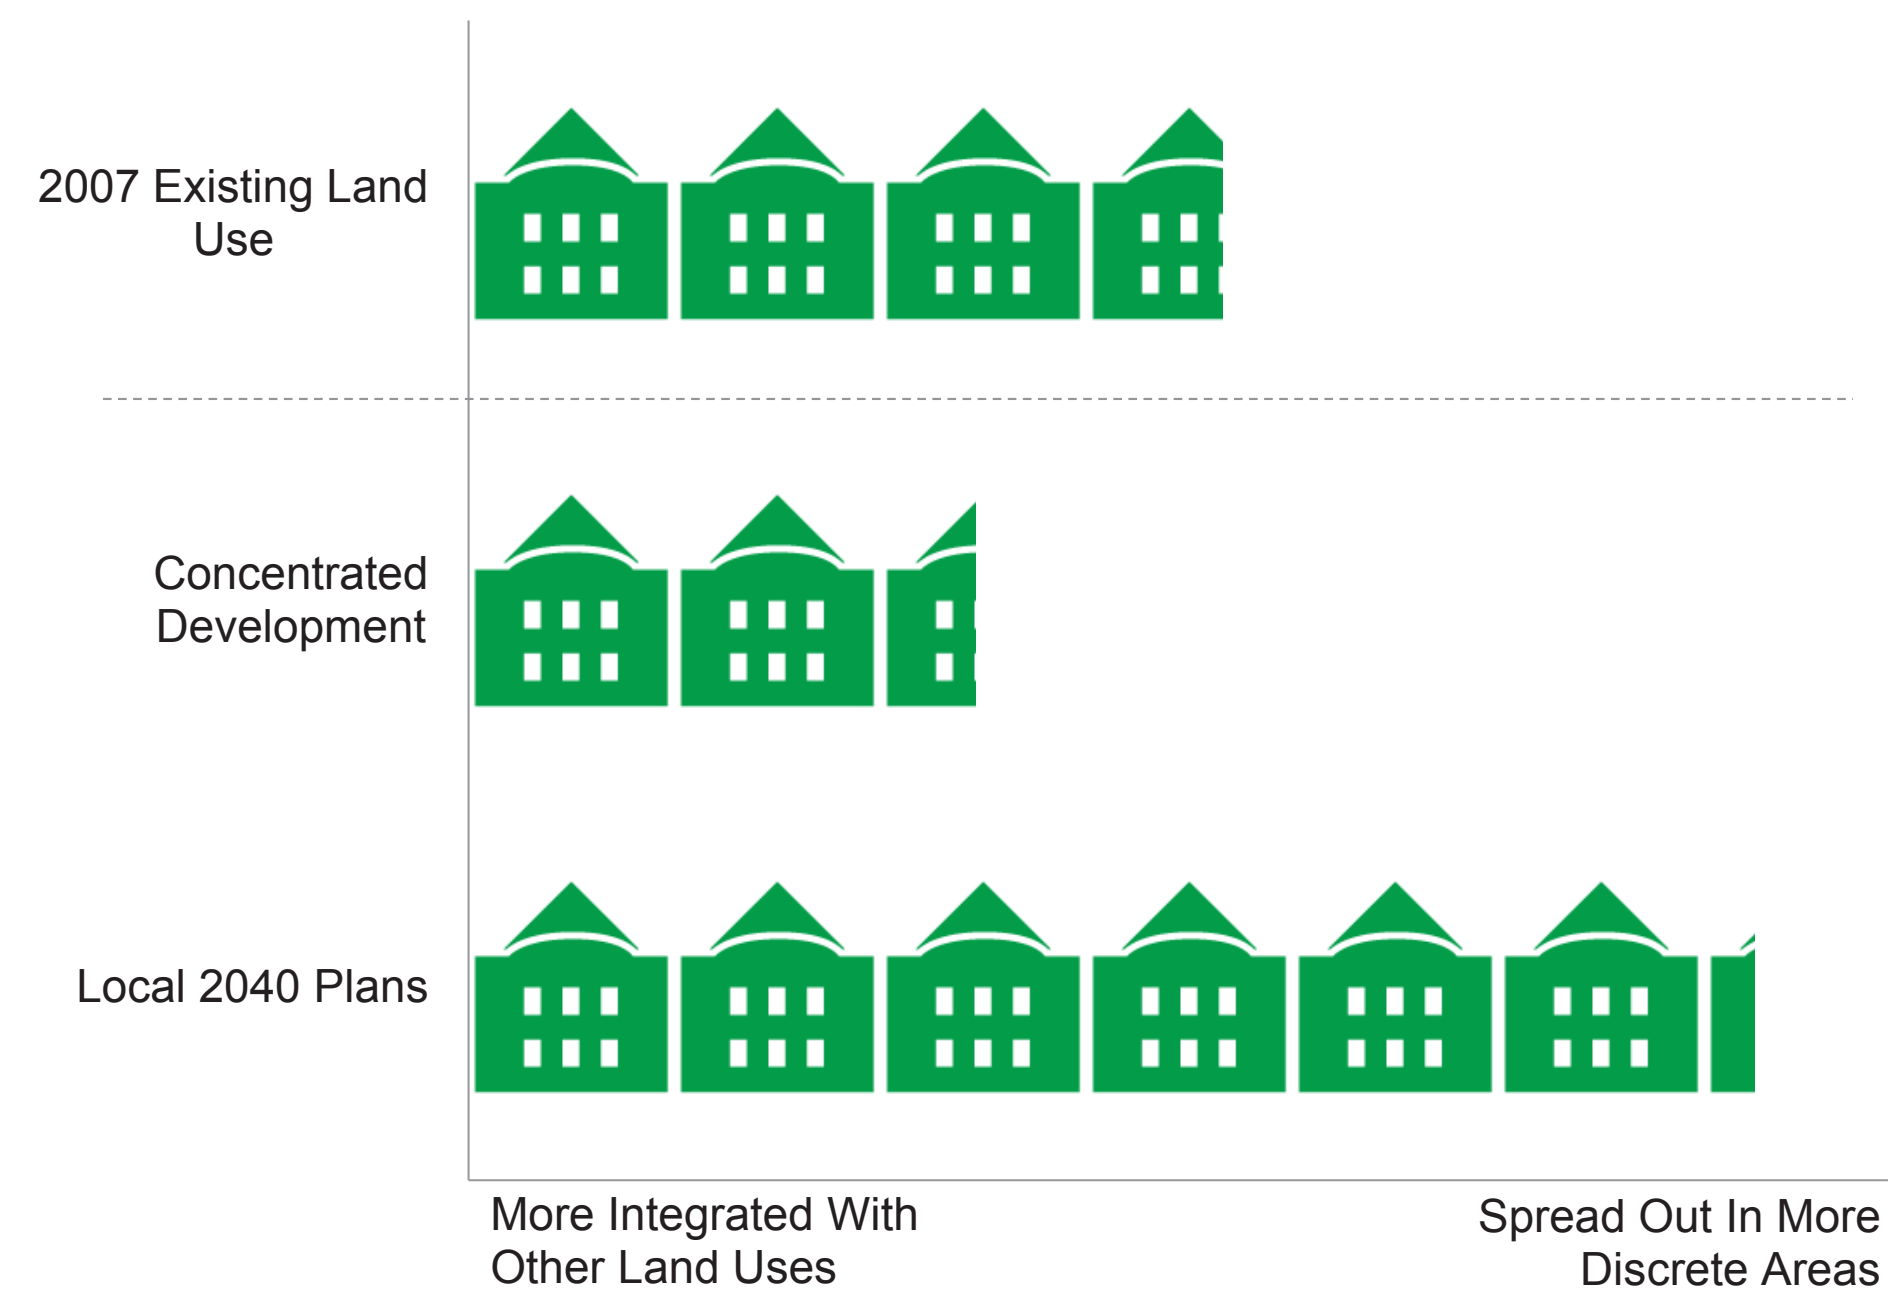 2007 Existing Land
Use
Concentrated
Development
Local 2040 Plans
More Integrated With
Other Land Uses
Spread Out In More
Discrete Areas